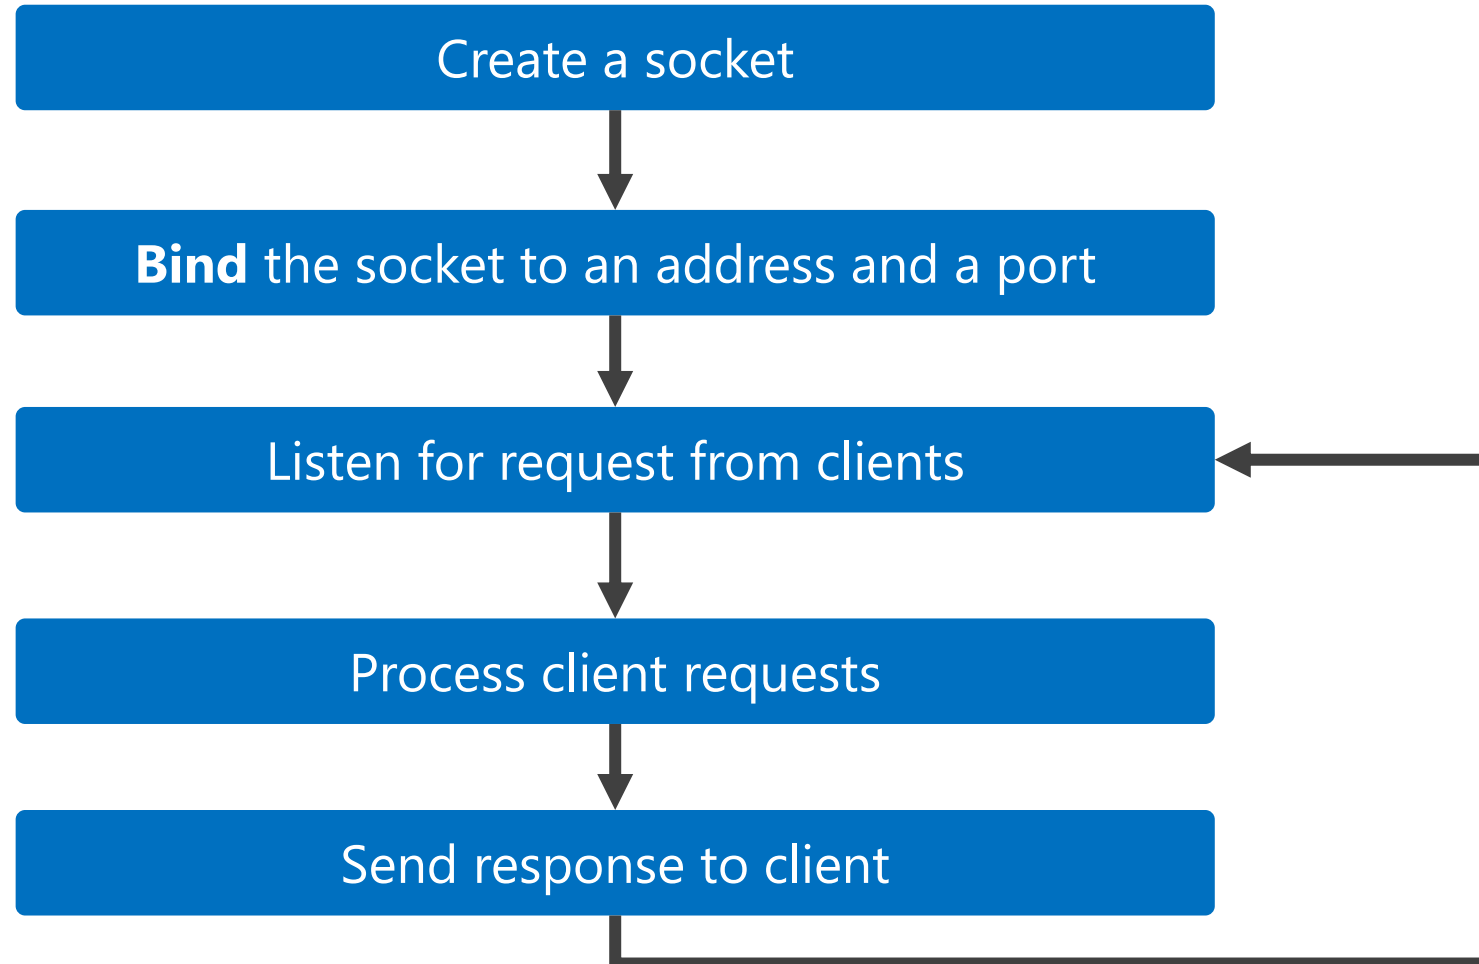 Create a socket
Bind the socket to an address and a port
Listen for request from clients
Process client requests
Send response to client